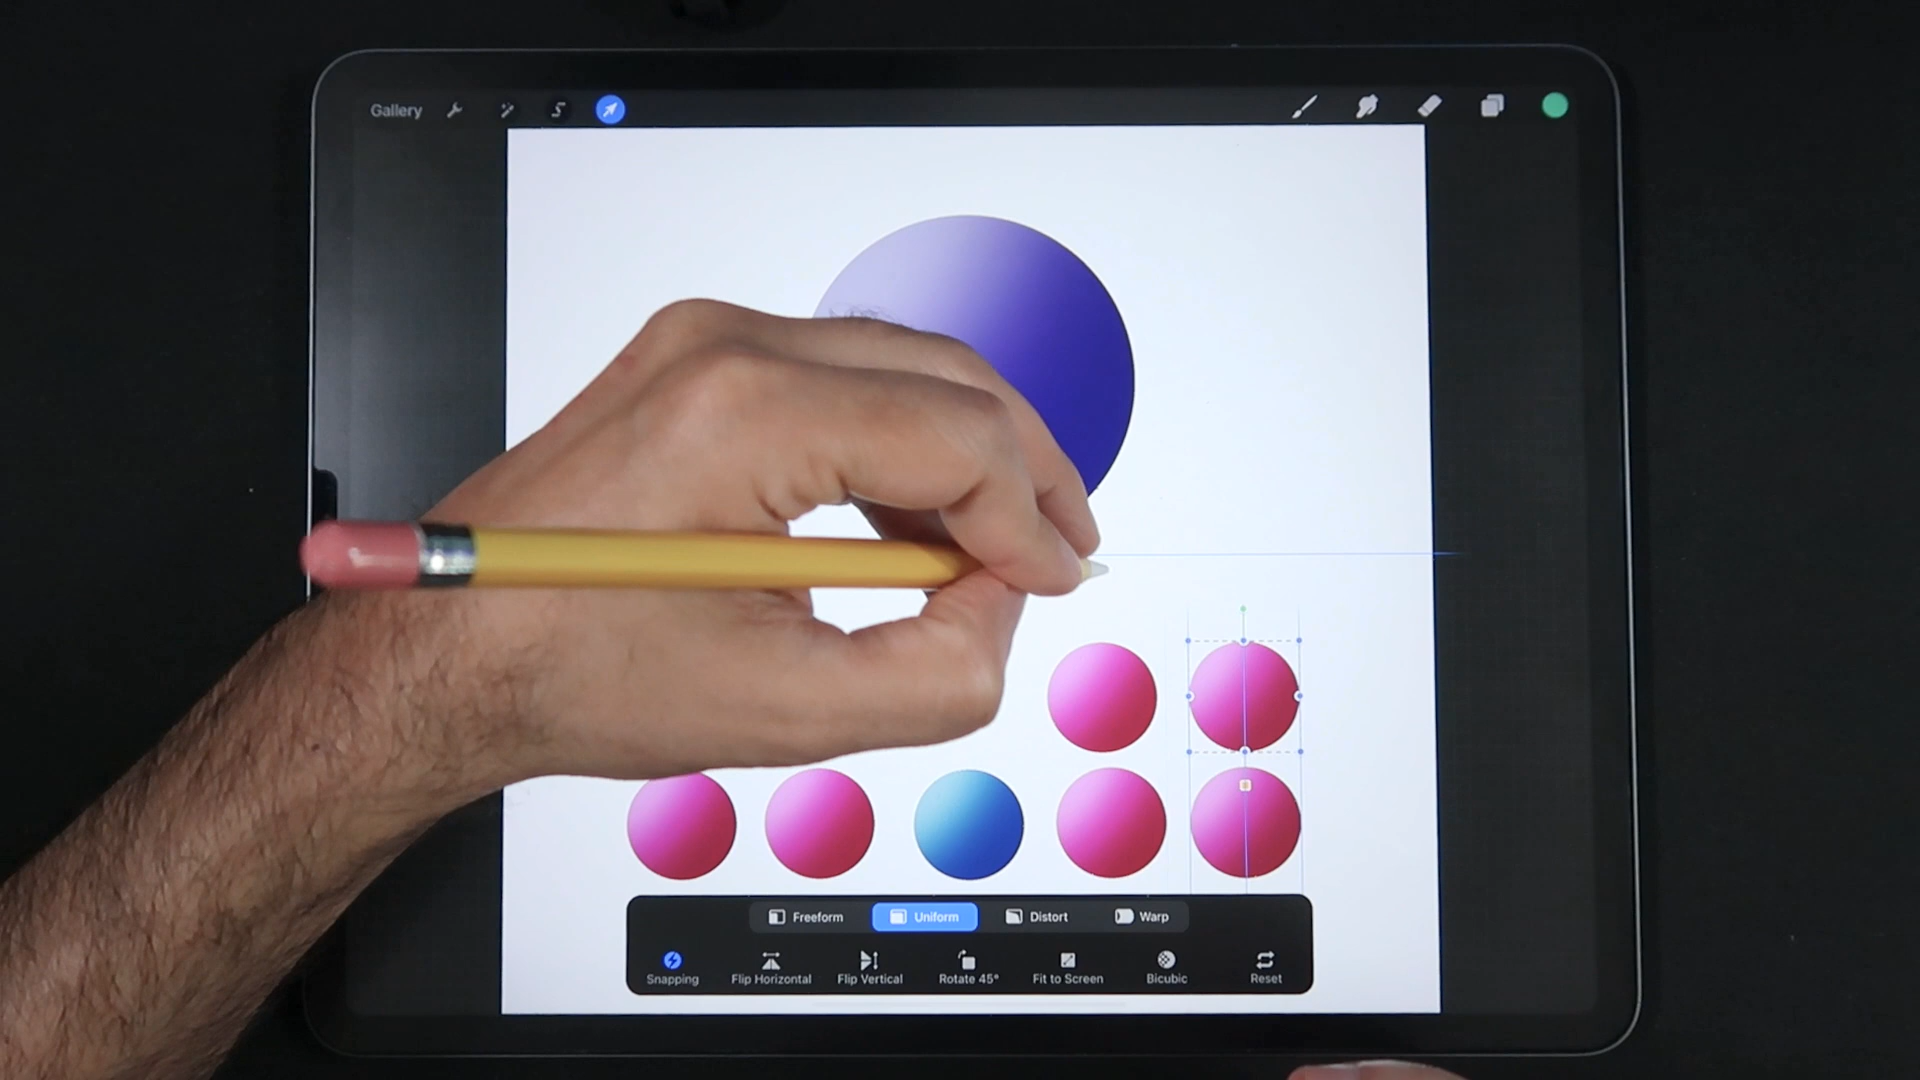 Gallery
Freeform Uniform Distort Warp
Snapping Flip Horizontal Flip Vertical Rotate 45° Fit to Screen Bicubic Reset